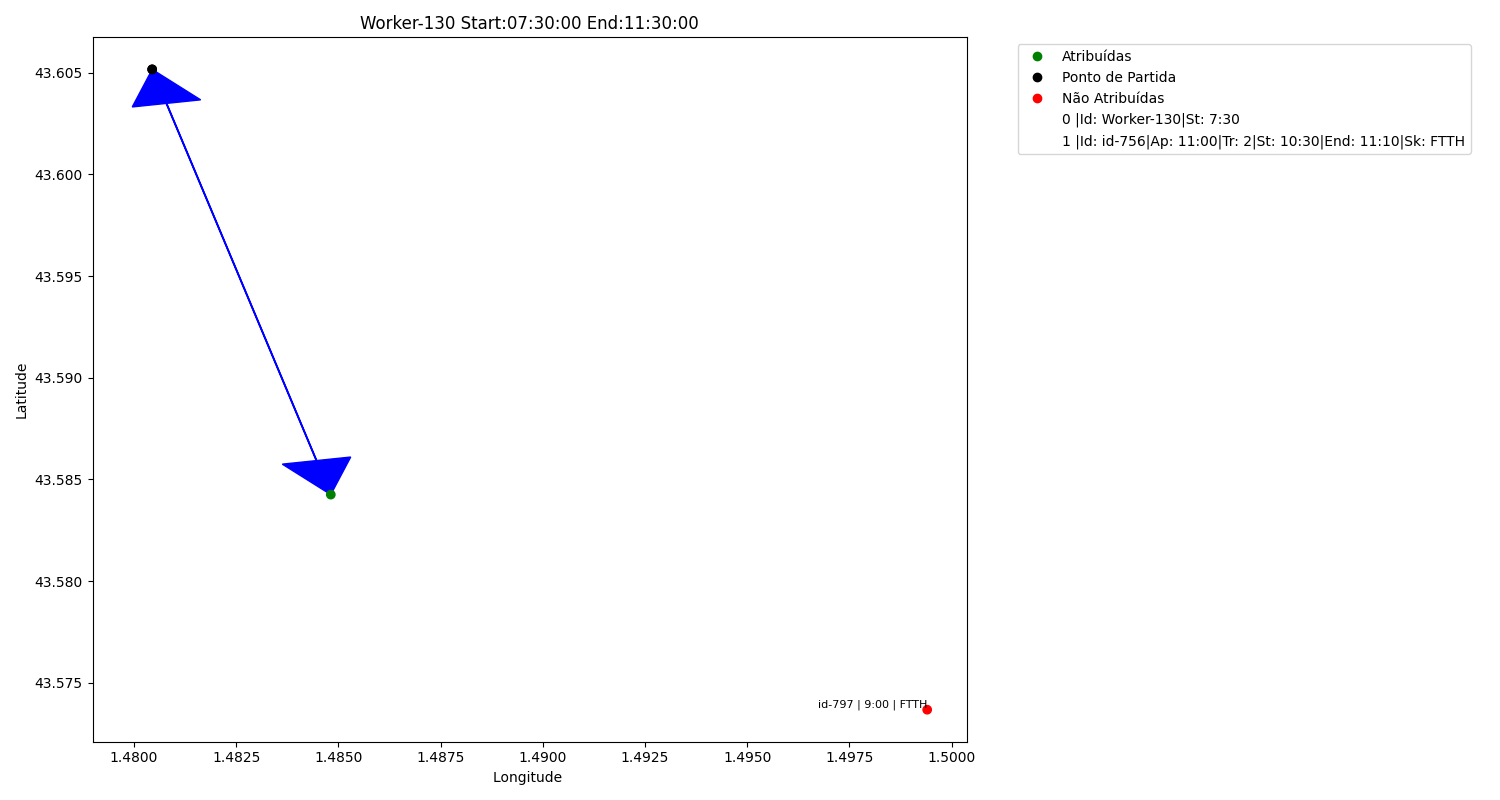 Worker-130 Start:07:30:00 End:11:30:00
Atribuídas
Ponto de Partida
Não Atribuídas
0 |Id: Worker-130|St: 7:30
1 |Id: id-756|Ap: 11:00|Tr: 2|St: 10:30|End: 11:10|Sk: FTTH
43.605
43.600
43.595
43.590
43.585
43.580
43.575
Latitude
id-797 | 9:00 | FTTH
1.4800 1.4825 1.4850 1.4875 1.4900 1.4925 1.4950 1.4975 1.5000
Longitude